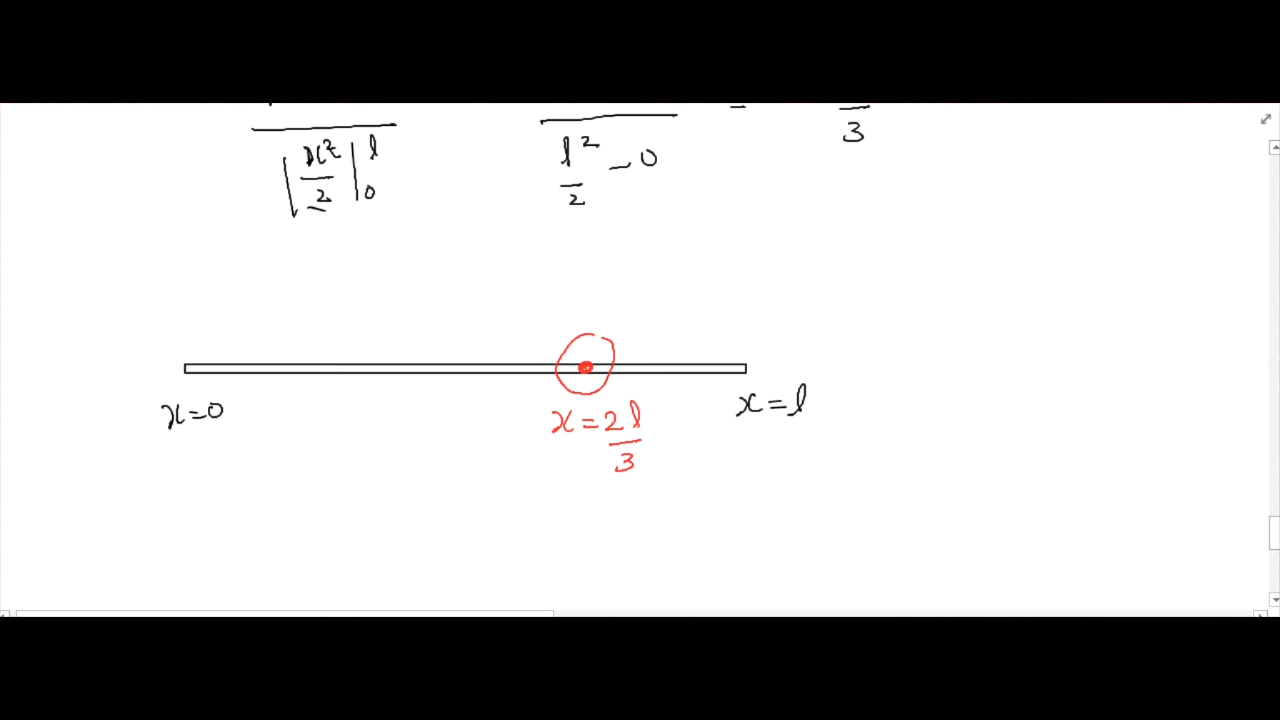 3
| x²/2 |ˡ₀ l²/2 – 0
x=0 x=l
x=2l/3